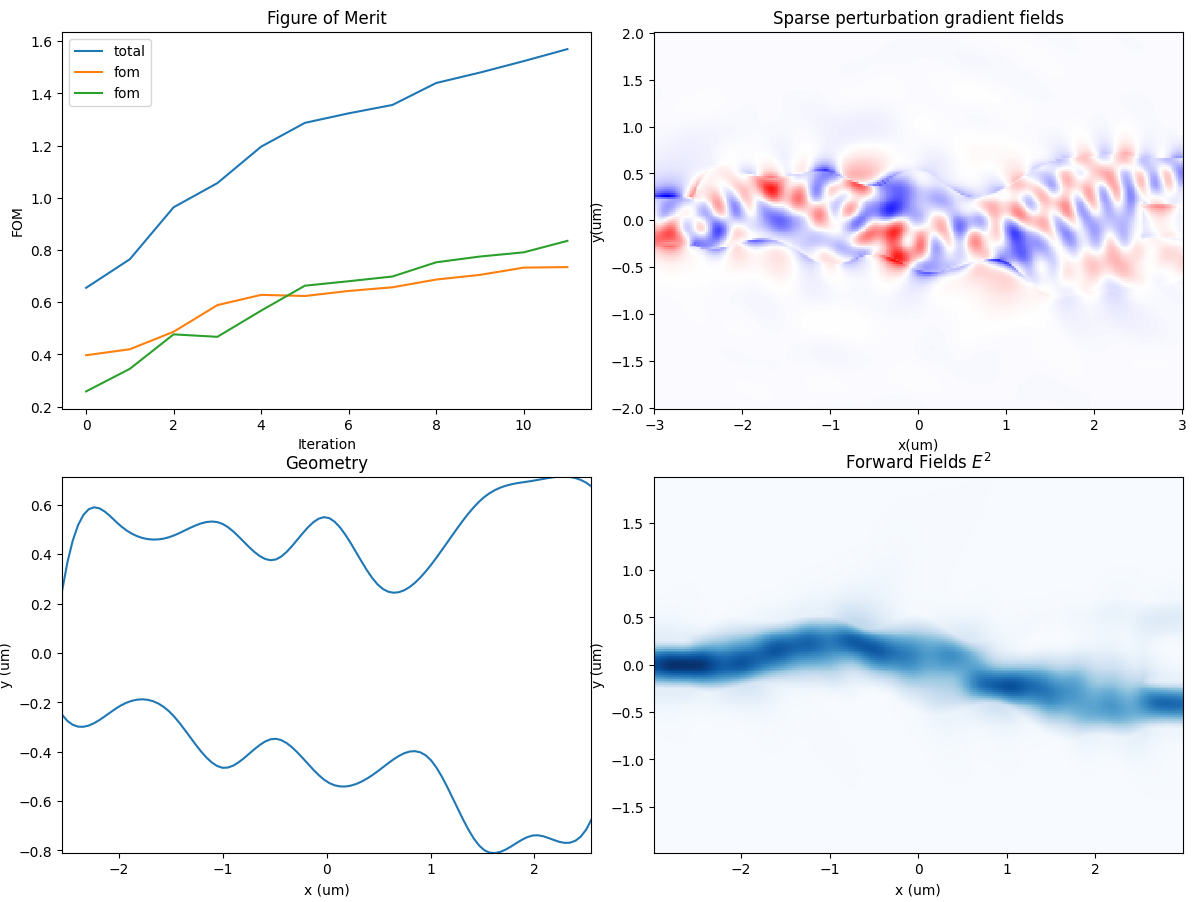 Figure of Merit
1.6
1.4
1.2
1.0
0.8
0.6
0.4
0.2
FOM
total
fom
fom
0 2 4 6 8 10
Iteration
Sparse perturbation gradient fields
2.0
1.5
1.0
0.5
0.0
−0.5
−1.0
−1.5
−2.0
y(um)
−3 −2 −1 0 1 2 3
x(um)
Geometry
0.6
0.4
0.2
0.0
−0.2
−0.4
−0.6
−0.8
y (um)
−2 −1 0 1 2
x (um)
Forward Fields E²
1.5
1.0
0.5
0.0
−0.5
−1.0
−1.5
y (um)
−2 −1 0 1 2
x (um)